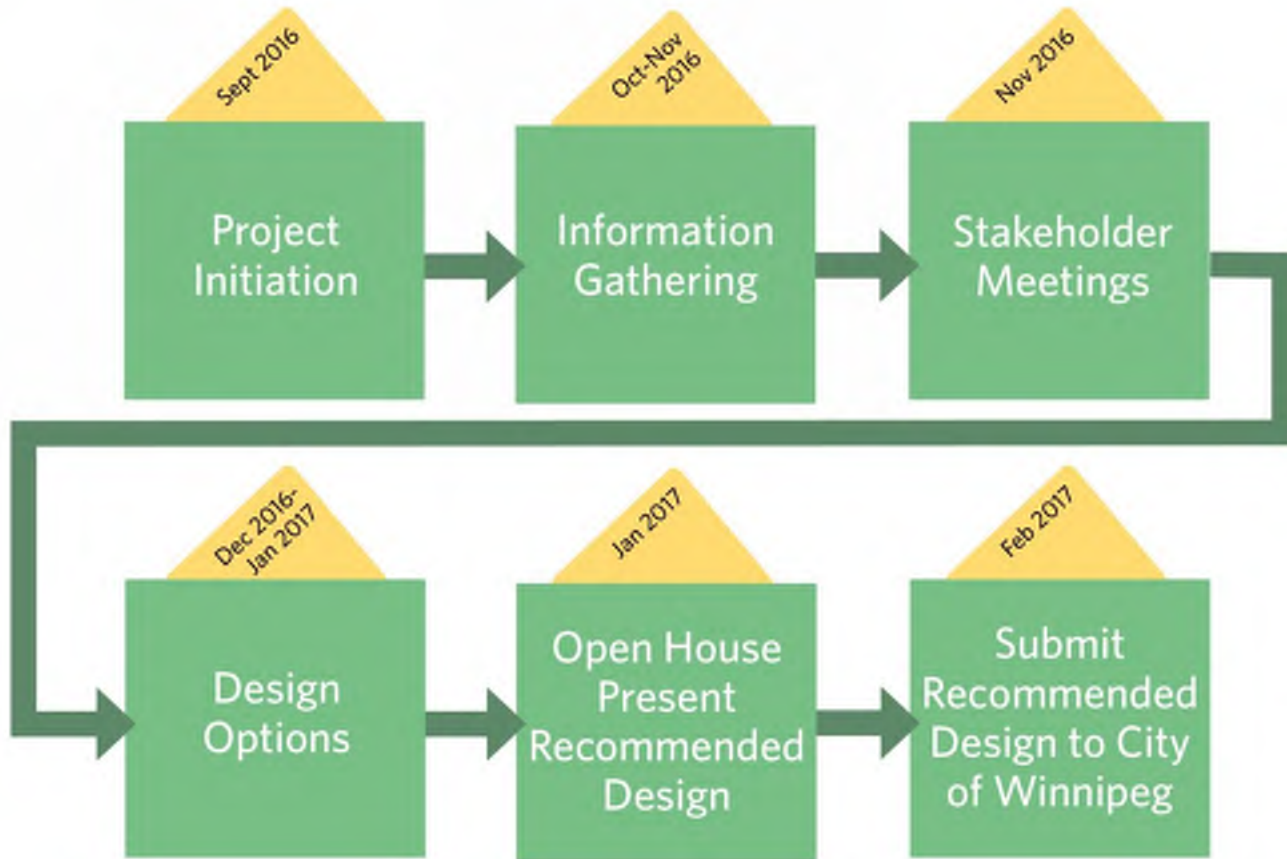 Sept 2016
Project
Initiation
Oct-Nov
2016
Information
Gathering
Nov 2016
Stakeholder
Meetings
Dec 2016-
Jan 2017
Design
Options
Jan 2017
Open House
Present
Recommended
Design
Feb 2017
Submit
Recommended
Design to City
of Winnipeg